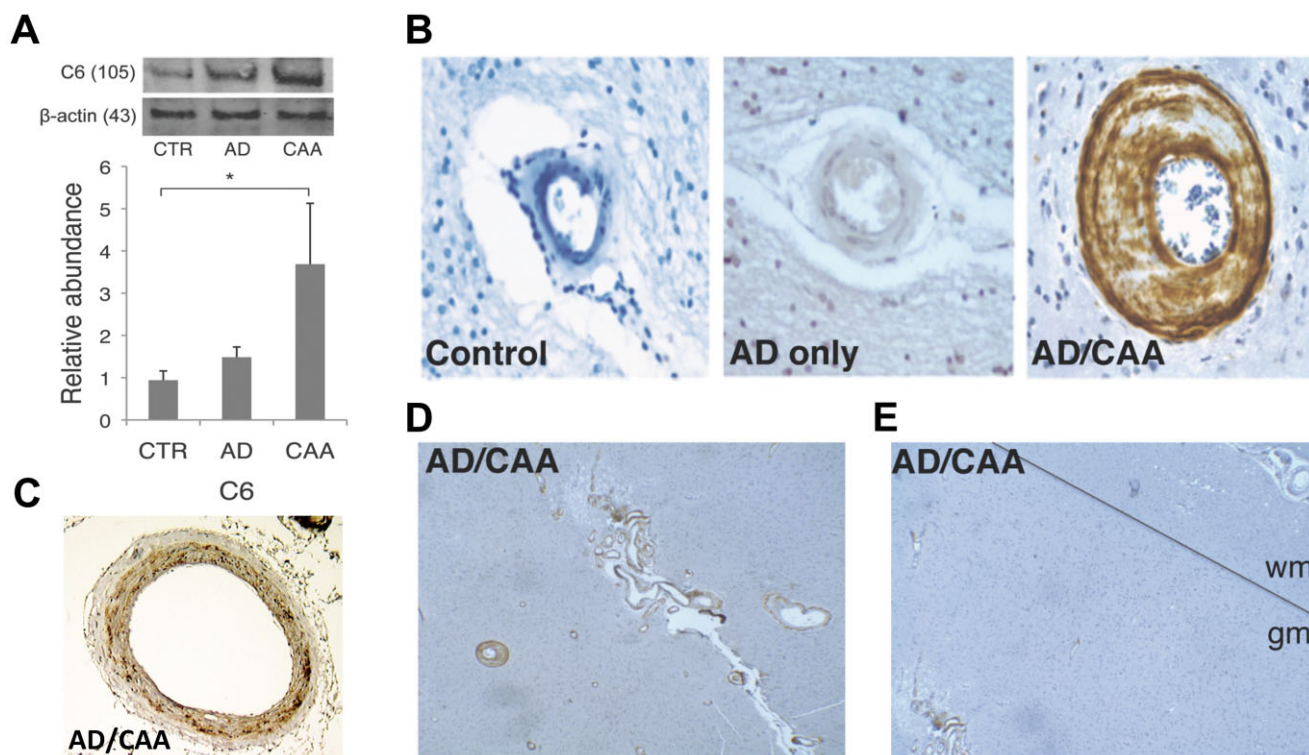 A
C6 (105)
β-actin (43)
CTR AD CAA
*
Relative abundance
6
5
4
3
2
1
0
CTR AD CAA
C6
B
Control
AD only
AD/CAA
C
AD/CAA
D
AD/CAA
E
AD/CAA
wm
gm